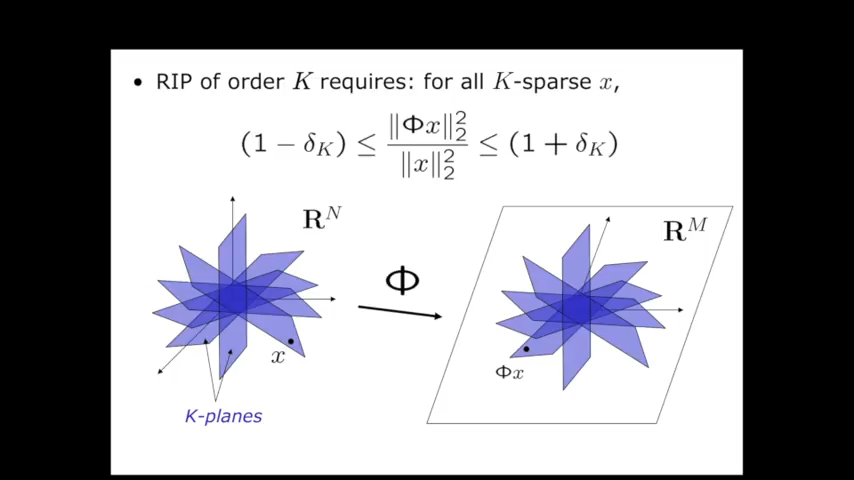 • RIP of order K requires: for all K-sparse x,
(1 − δ_K) ≤ ‖Φx‖₂² / ‖x‖₂² ≤ (1 + δ_K)
R^N
R^M
Φ
x
Φx
K-planes